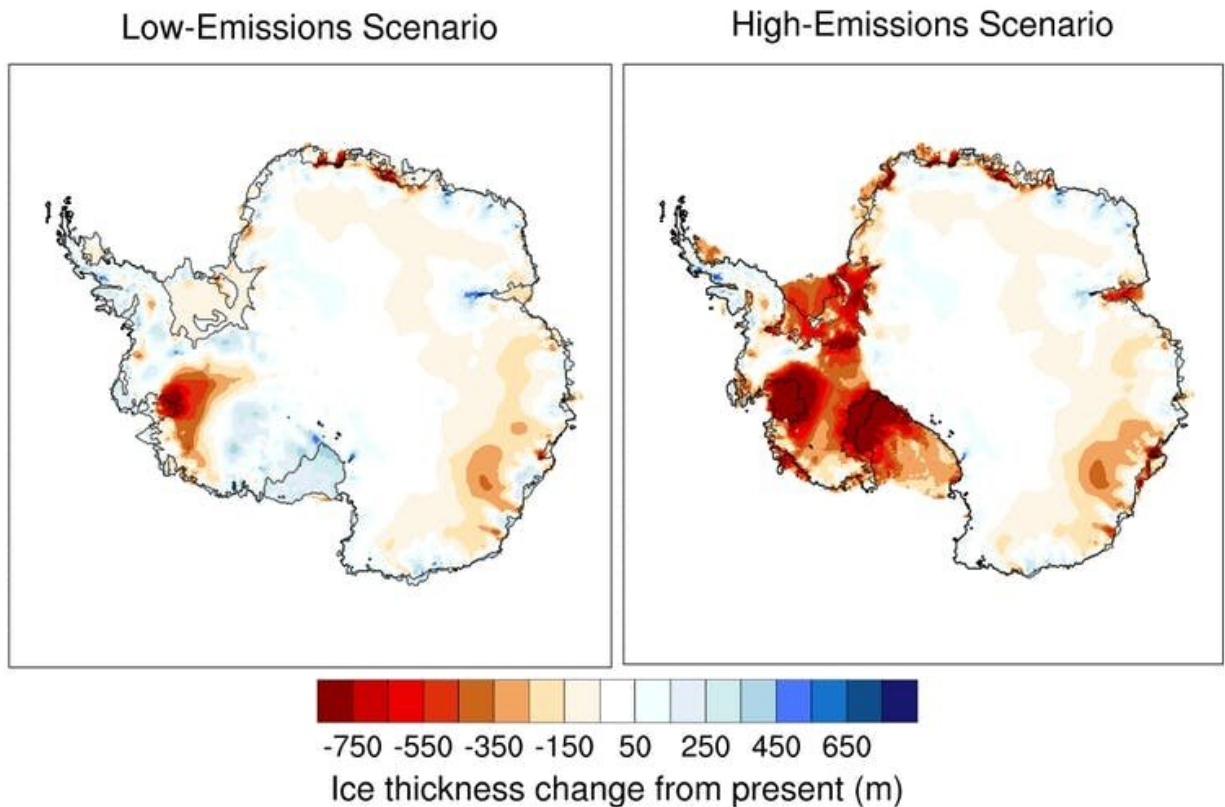 Low-Emissions Scenario
High-Emissions Scenario
-750 -550 -350 -150 50 250 450 650
Ice thickness change from present (m)